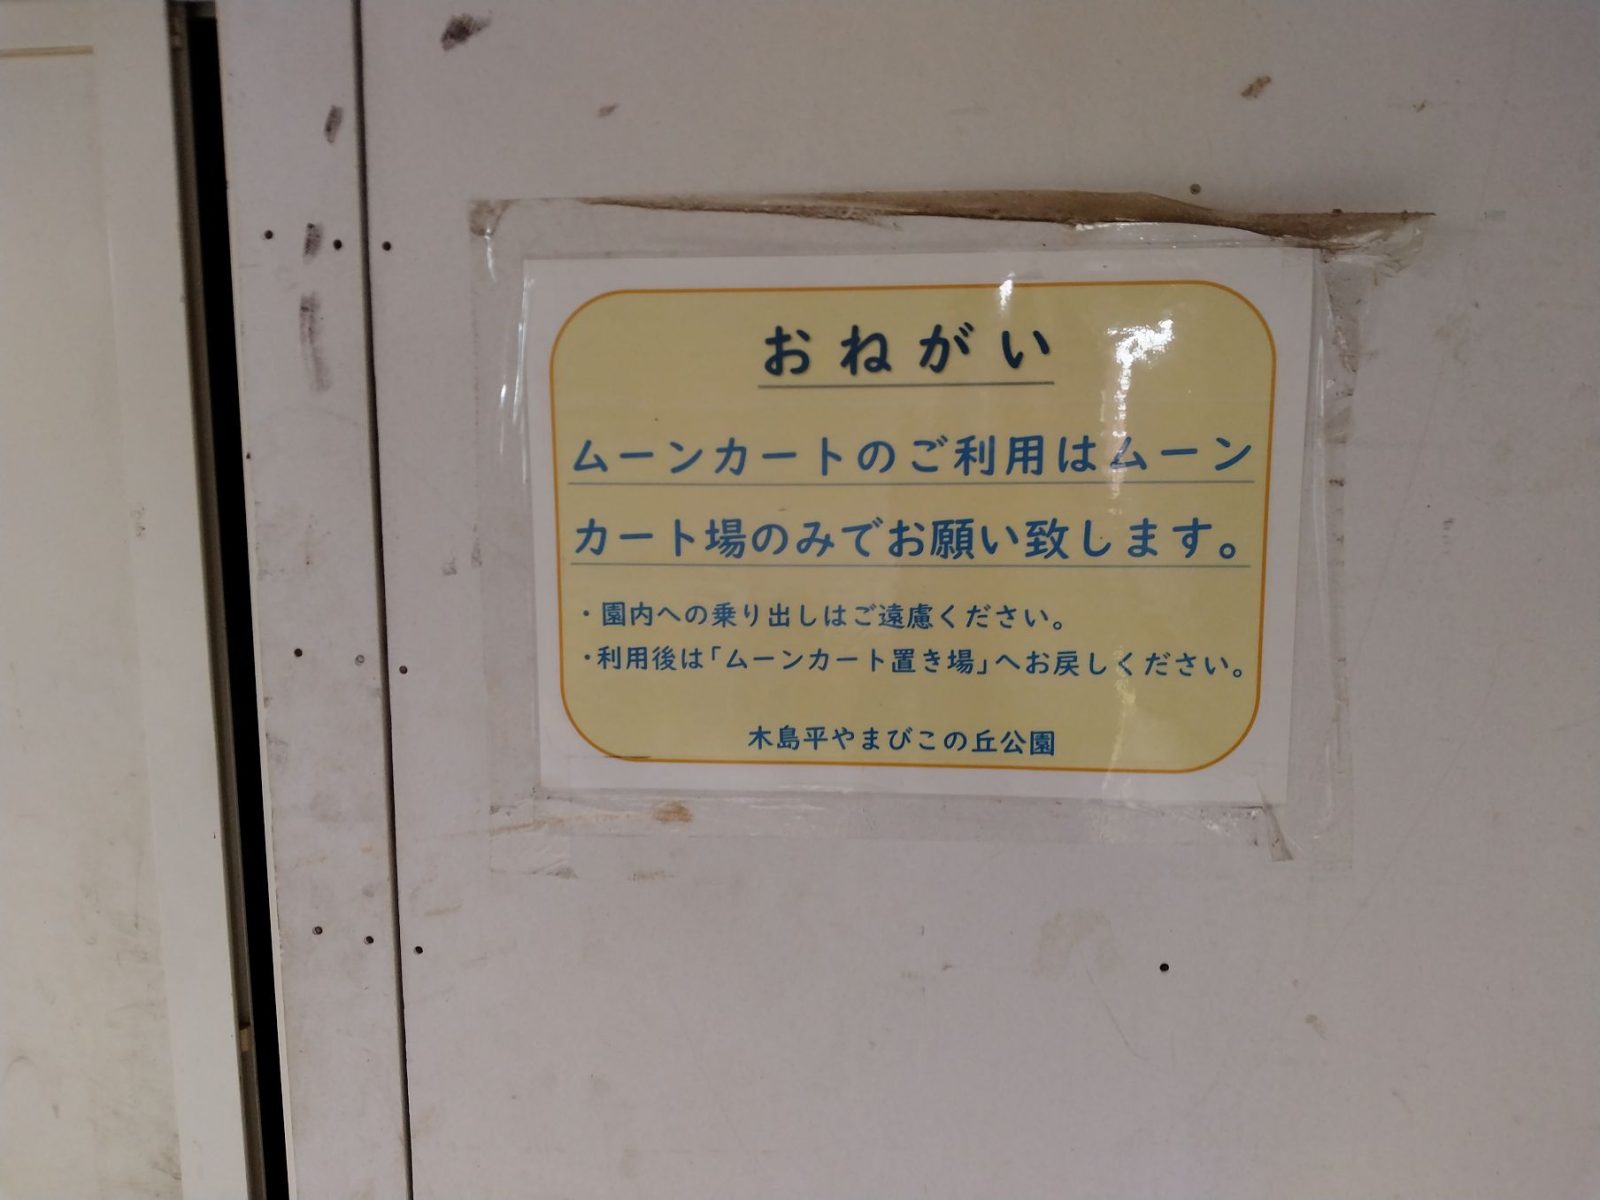 おねがい
ムーンカートのご利用はムーン
カート場のみでお願い致します。
・園内への乗り出しはご遠慮ください。
・利用後は「ムーンカート置き場」へお戻しください。
木島平やまびこの丘公園